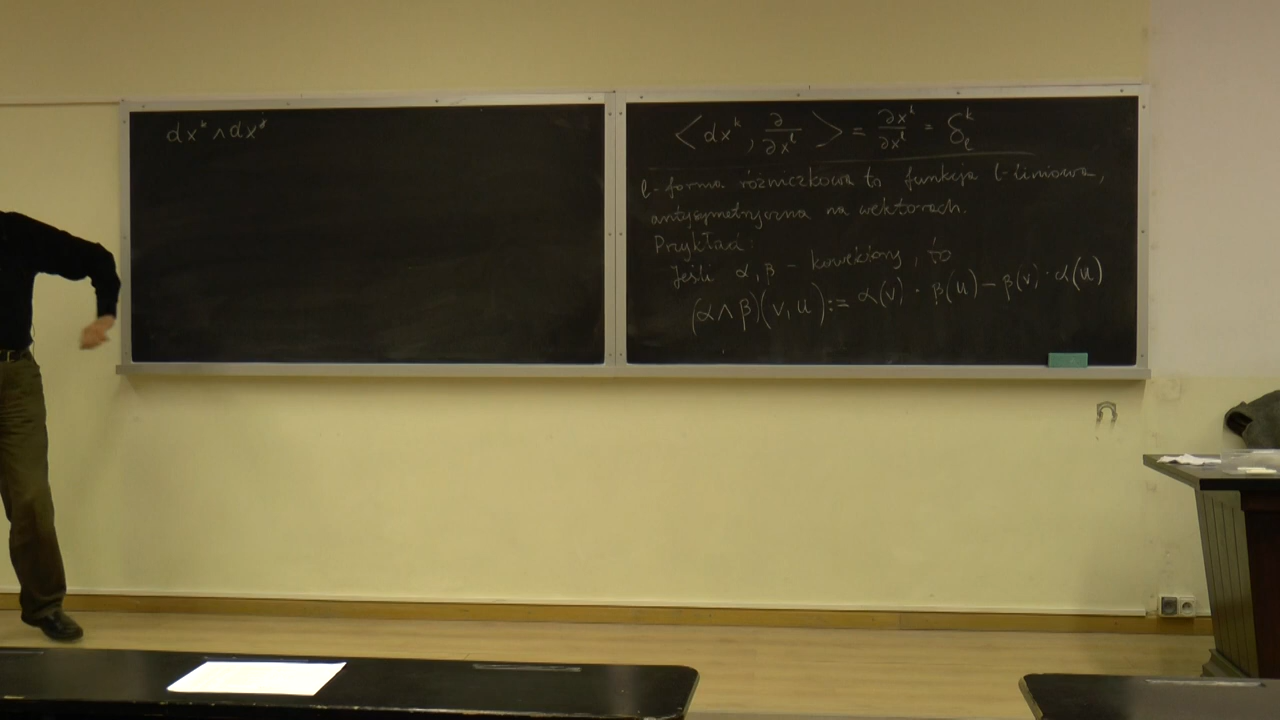 dx^k ∧ dx^j
⟨dx^k, ∂/∂x^l⟩ = ∂x^k/∂x^l = δ^k_l
l-forma różniczkowa to funkcja l-liniowa,
antysymetryczna na wektorach.
Przykład:
Jeśli α, β - kowektory, to
(α∧β)(v,u) := α(v) · β(u) − β(v) · α(u)